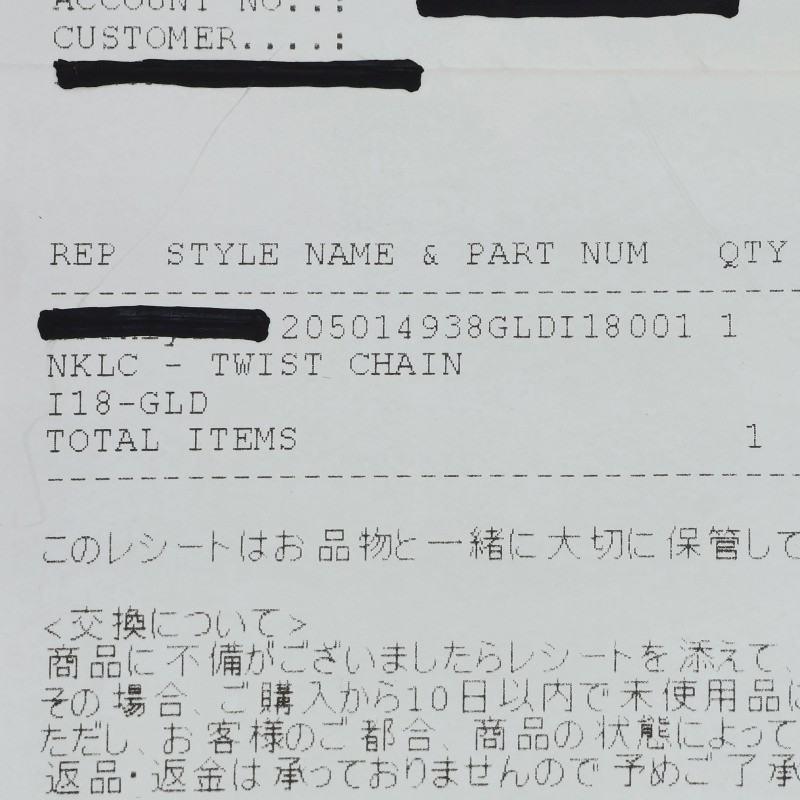 ACCOUNT NO..:
CUSTOMER....:
REP STYLE NAME & PART NUM QTY
205014938GLDI18001 1
NKLC - TWIST CHAIN
I18-GLD
TOTAL ITEMS 1
このレシートはお品物と一緒に大切に保管して
<交換について>
商品に不備がございましたらレシートを添えて、
その場合、ご購入から10日以内で未使用品に
ただし、お客様のご都合、商品の状態によって
返品・返金は承っておりませんので予めご了承